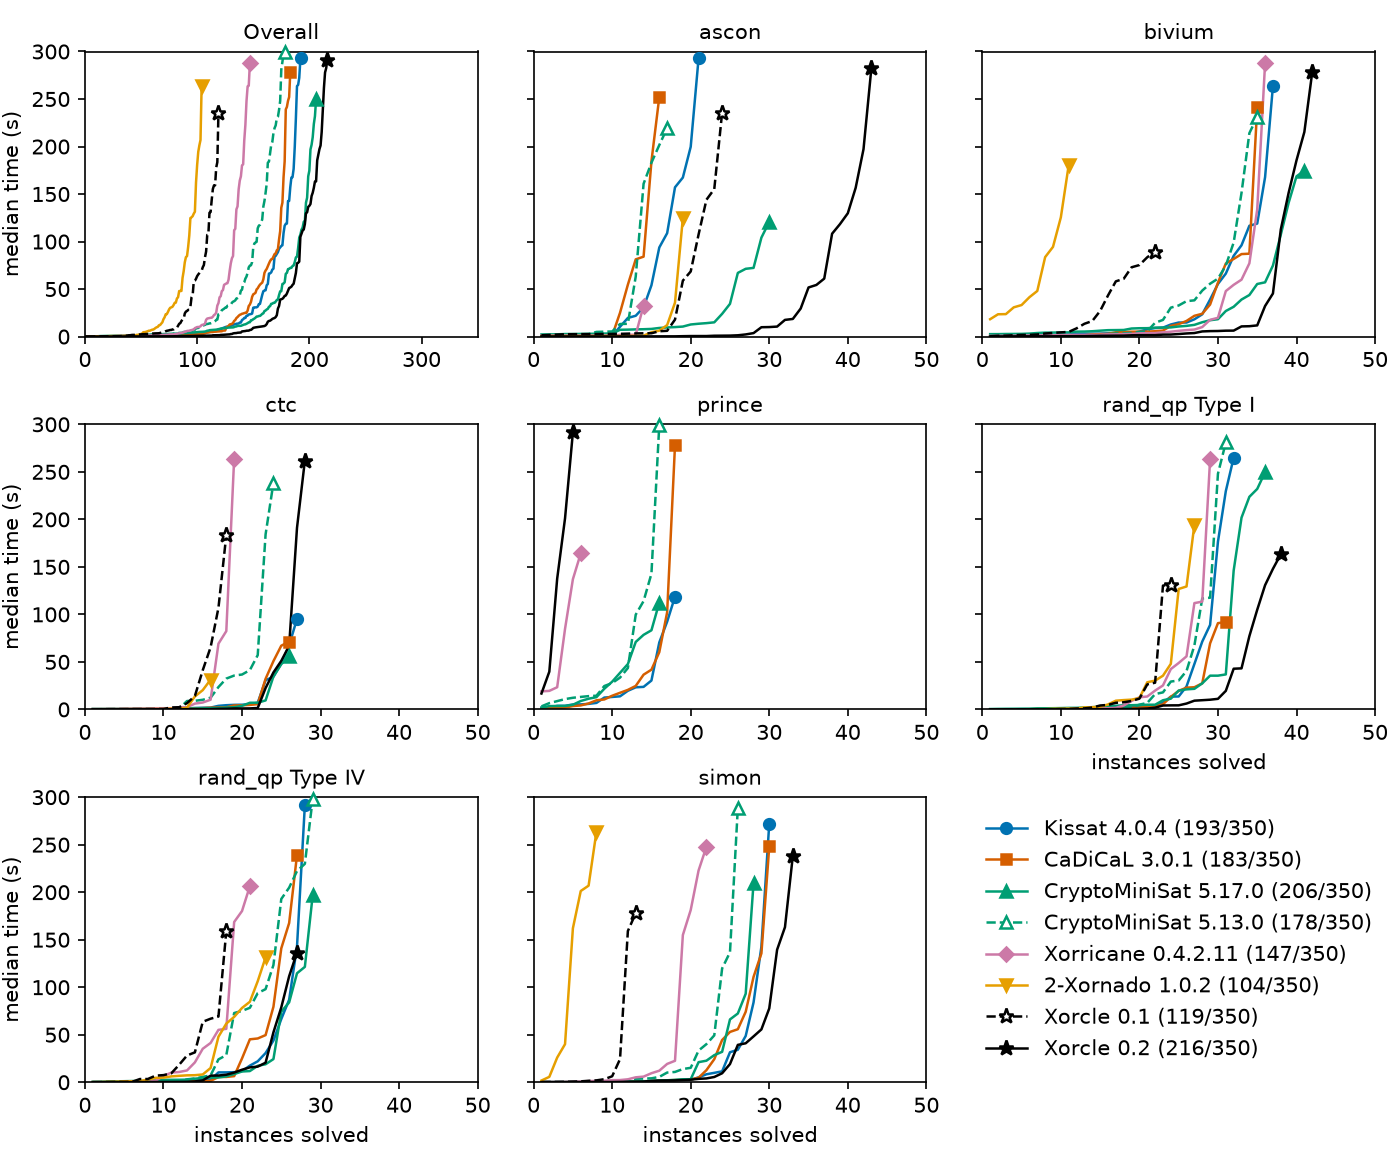 Overall
ascon
bivium
median time (s)
300
250
200
150
100
50
0
0 100 200 300
0 10 20 30 40 50
0 10 20 30 40 50
ctc
prince
rand_qp Type I
median time (s)
300
250
200
150
100
50
0
0 10 20 30 40 50
0 10 20 30 40 50
0 10 20 30 40 50
instances solved
rand_qp Type IV
simon
median time (s)
300
250
200
150
100
50
0
0 10 20 30 40 50
0 10 20 30 40 50
instances solved
instances solved
Kissat 4.0.4 (193/350)
CaDiCaL 3.0.1 (183/350)
CryptoMiniSat 5.17.0 (206/350)
CryptoMiniSat 5.13.0 (178/350)
Xorricane 0.4.2.11 (147/350)
2-Xornado 1.0.2 (104/350)
Xorcle 0.1 (119/350)
Xorcle 0.2 (216/350)